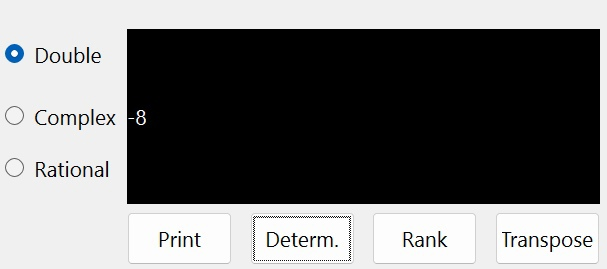 Double
Complex
-8
Rational
Print
Determ.
Rank
Transpose